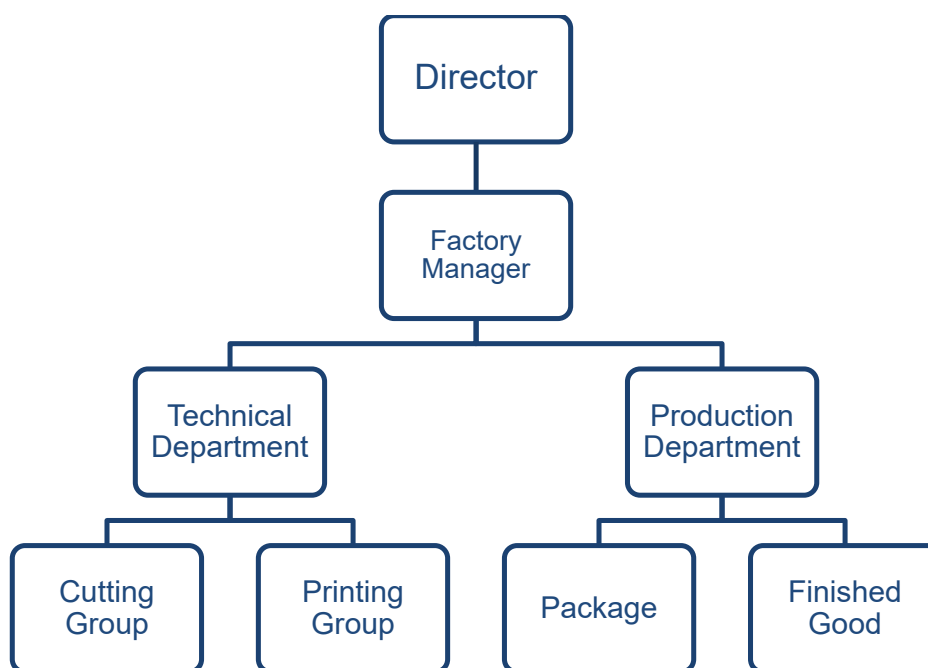 Director
Factory
Manager
Technical
Department
Production
Department
Cutting
Group
Printing
Group
Package
Finished
Good